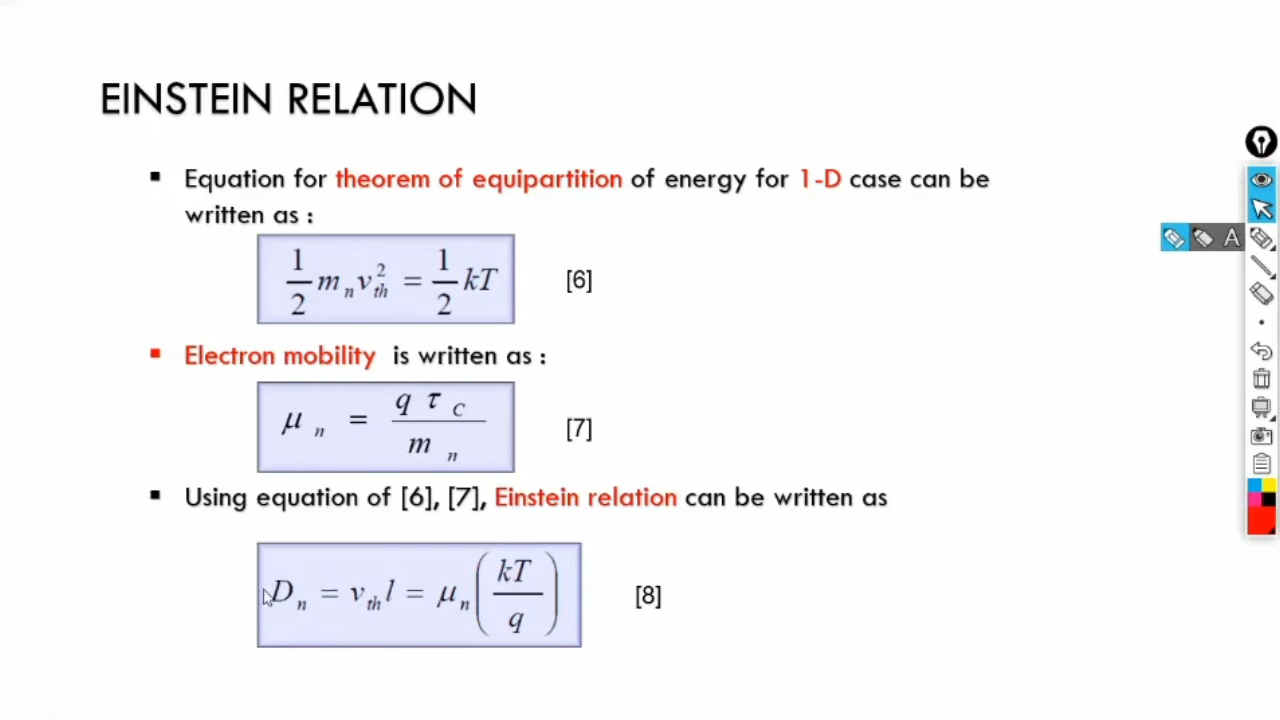 EINSTEIN RELATION
▪ Equation for theorem of equipartition of energy for 1-D case can be
written as :
1/2 m_n v_th^2 = 1/2 kT [6]
▪ Electron mobility is written as :
μ_n = q τ_C / m_n [7]
▪ Using equation of [6], [7], Einstein relation can be written as
D_n = v_th l = μ_n (kT / q) [8]
A